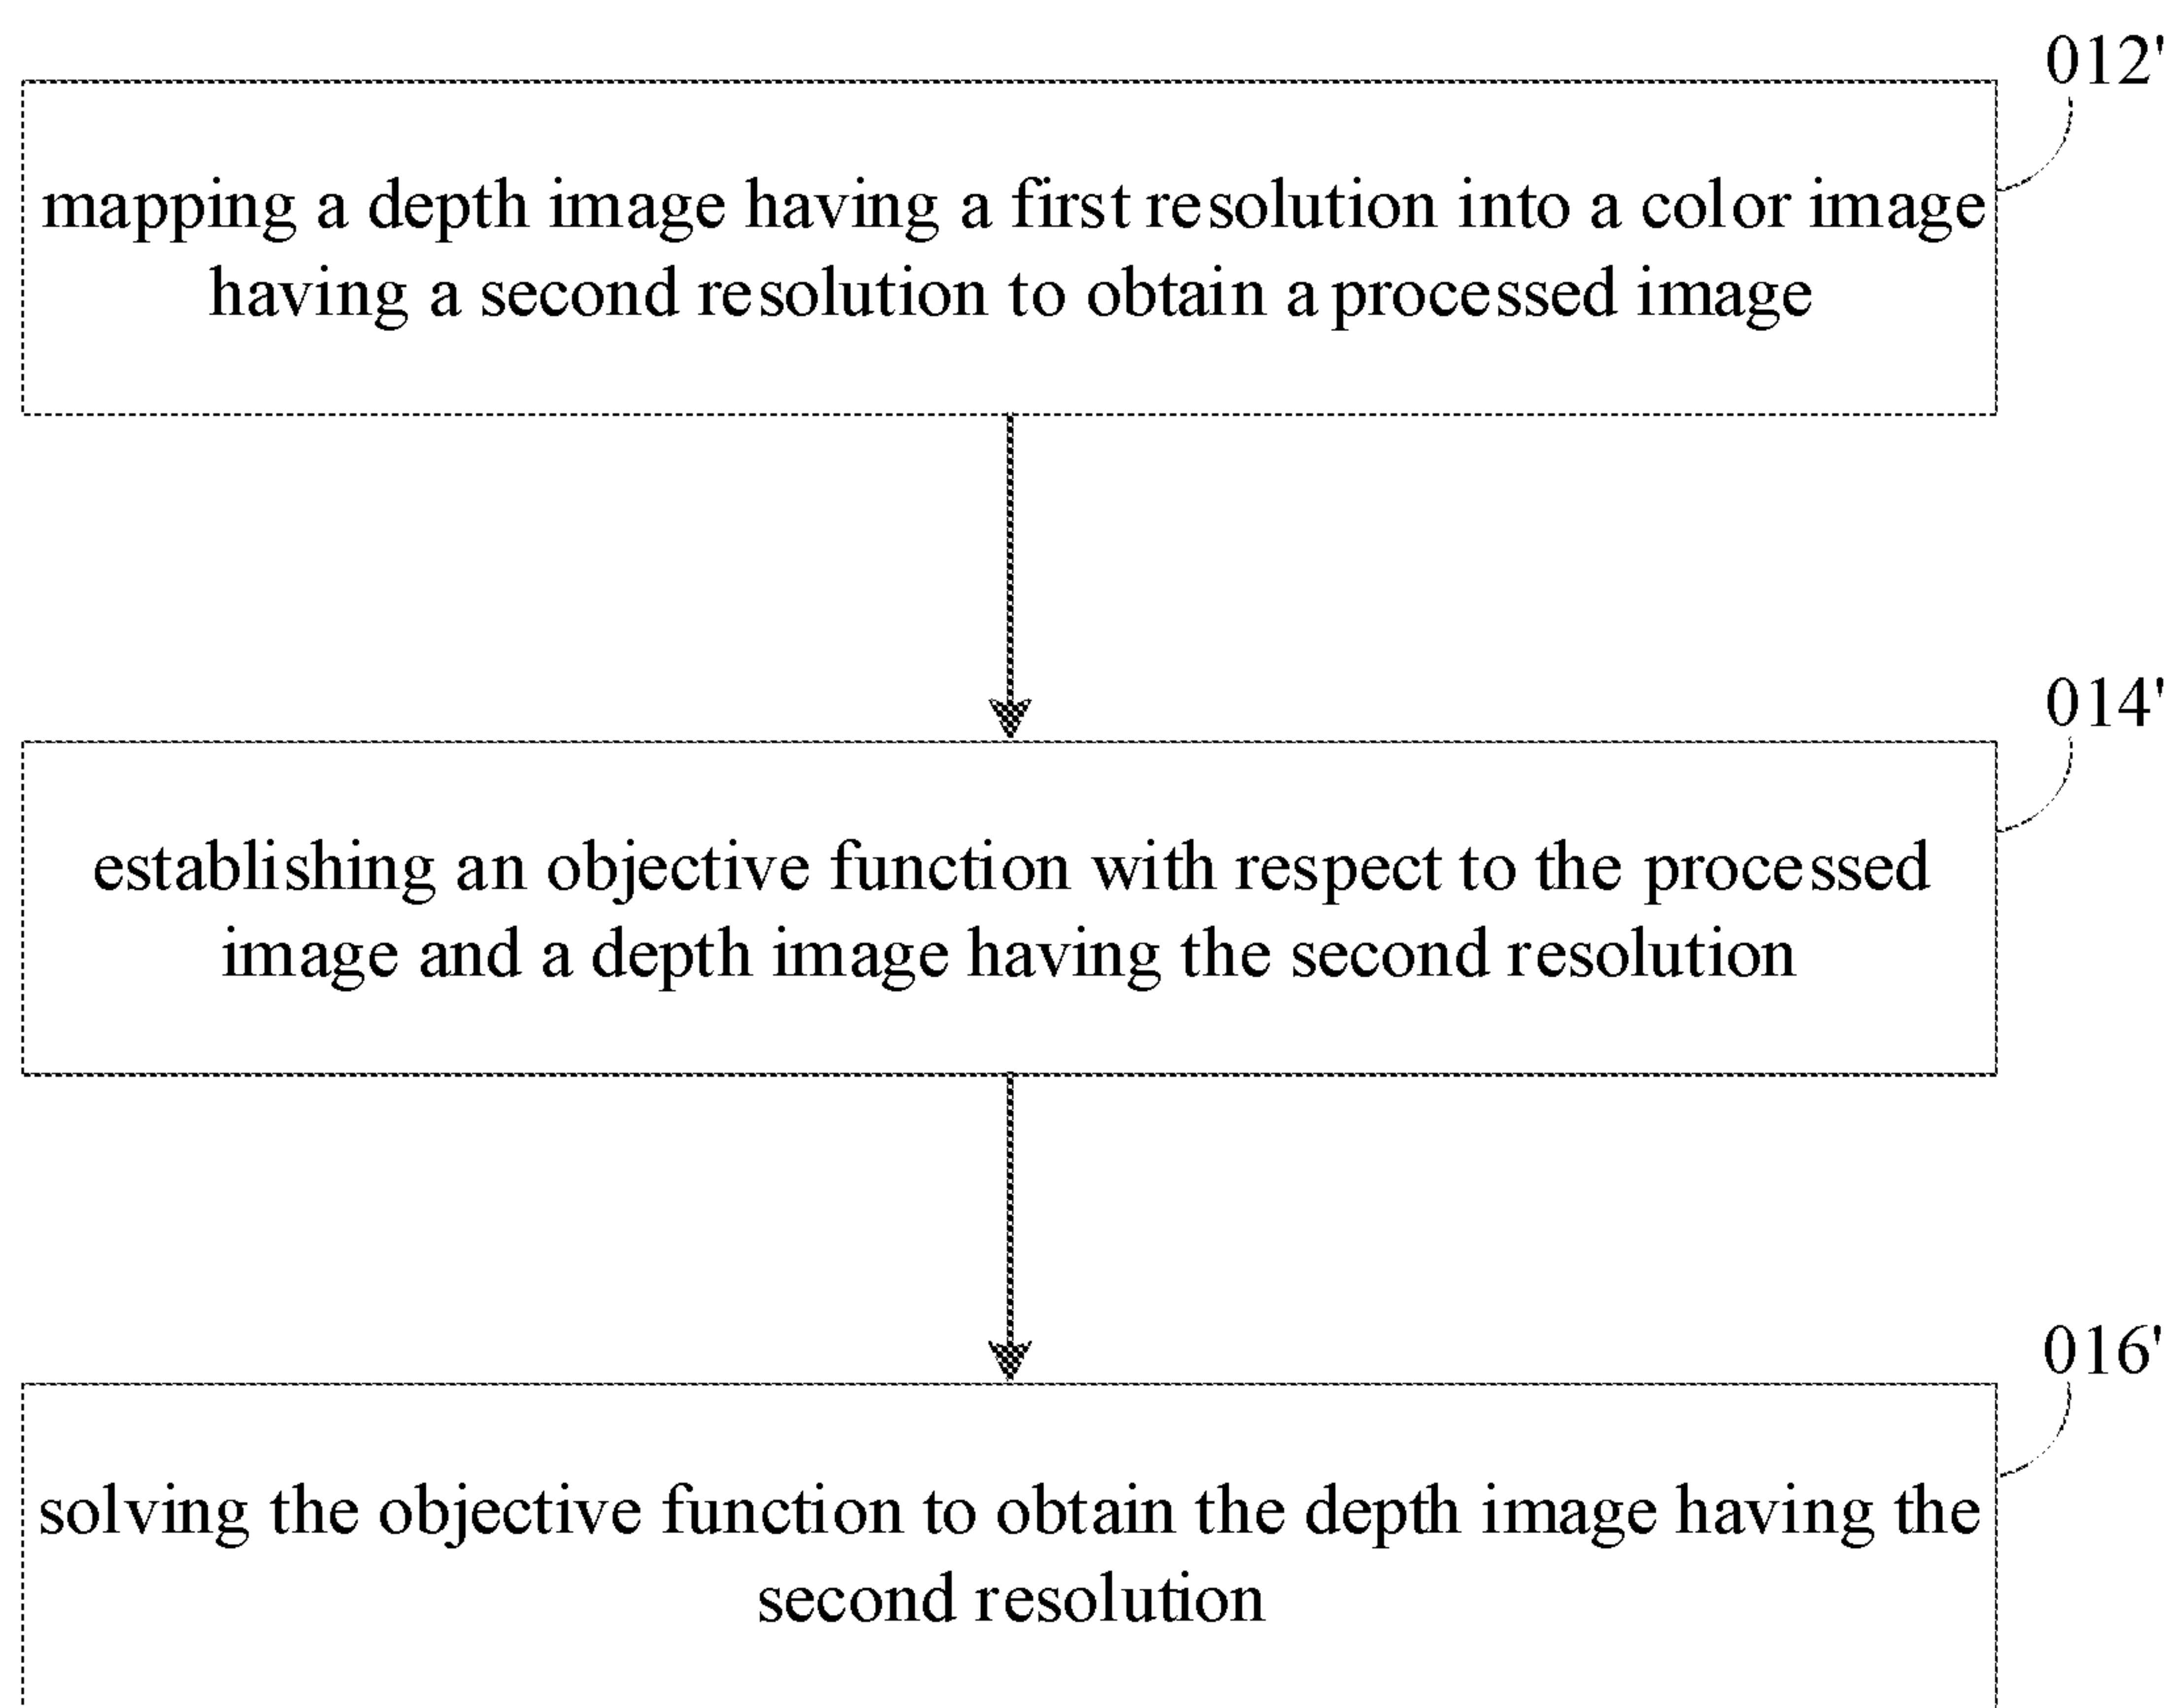 012'
mapping a depth image having a first resolution into a color image
having a second resolution to obtain a processed image
014'
establishing an objective function with respect to the processed
image and a depth image having the second resolution
016'
solving the objective function to obtain the depth image having the
second resolution